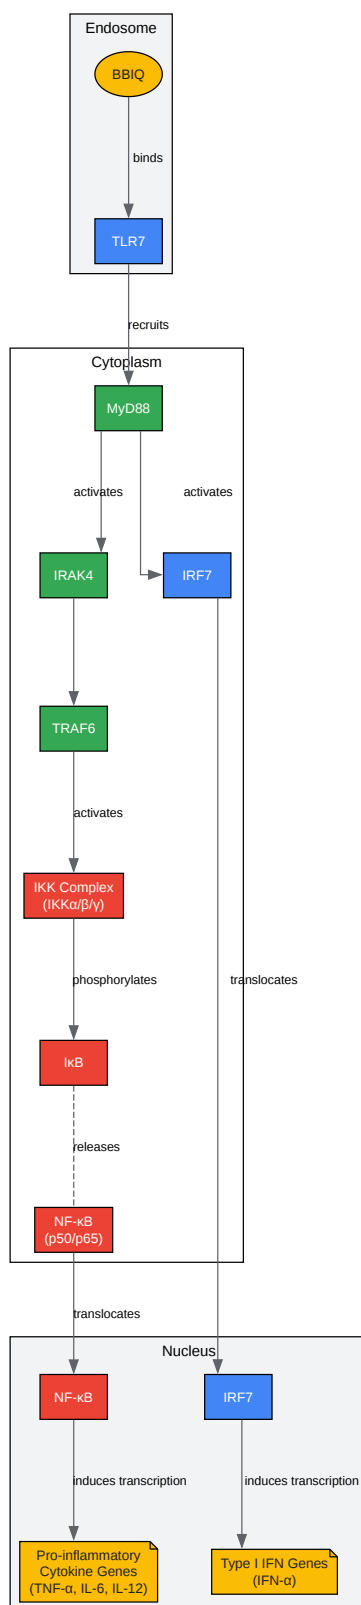 Endosome
BBIQ
binds
TLR7
recruits
Cytoplasm
MyD88
activates
activates
IRAK4
IRF7
TRAF6
activates
IKK Complex
(IKKα/β/γ)
phosphorylates
translocates
IκB
releases
NF-κB
(p50/p65)
translocates
Nucleus
NF-κB
IRF7
induces transcription
induces transcription
Pro-inflammatory
Cytokine Genes
(TNF-α, IL-6, IL-12)
Type I IFN Genes
(IFN-α)